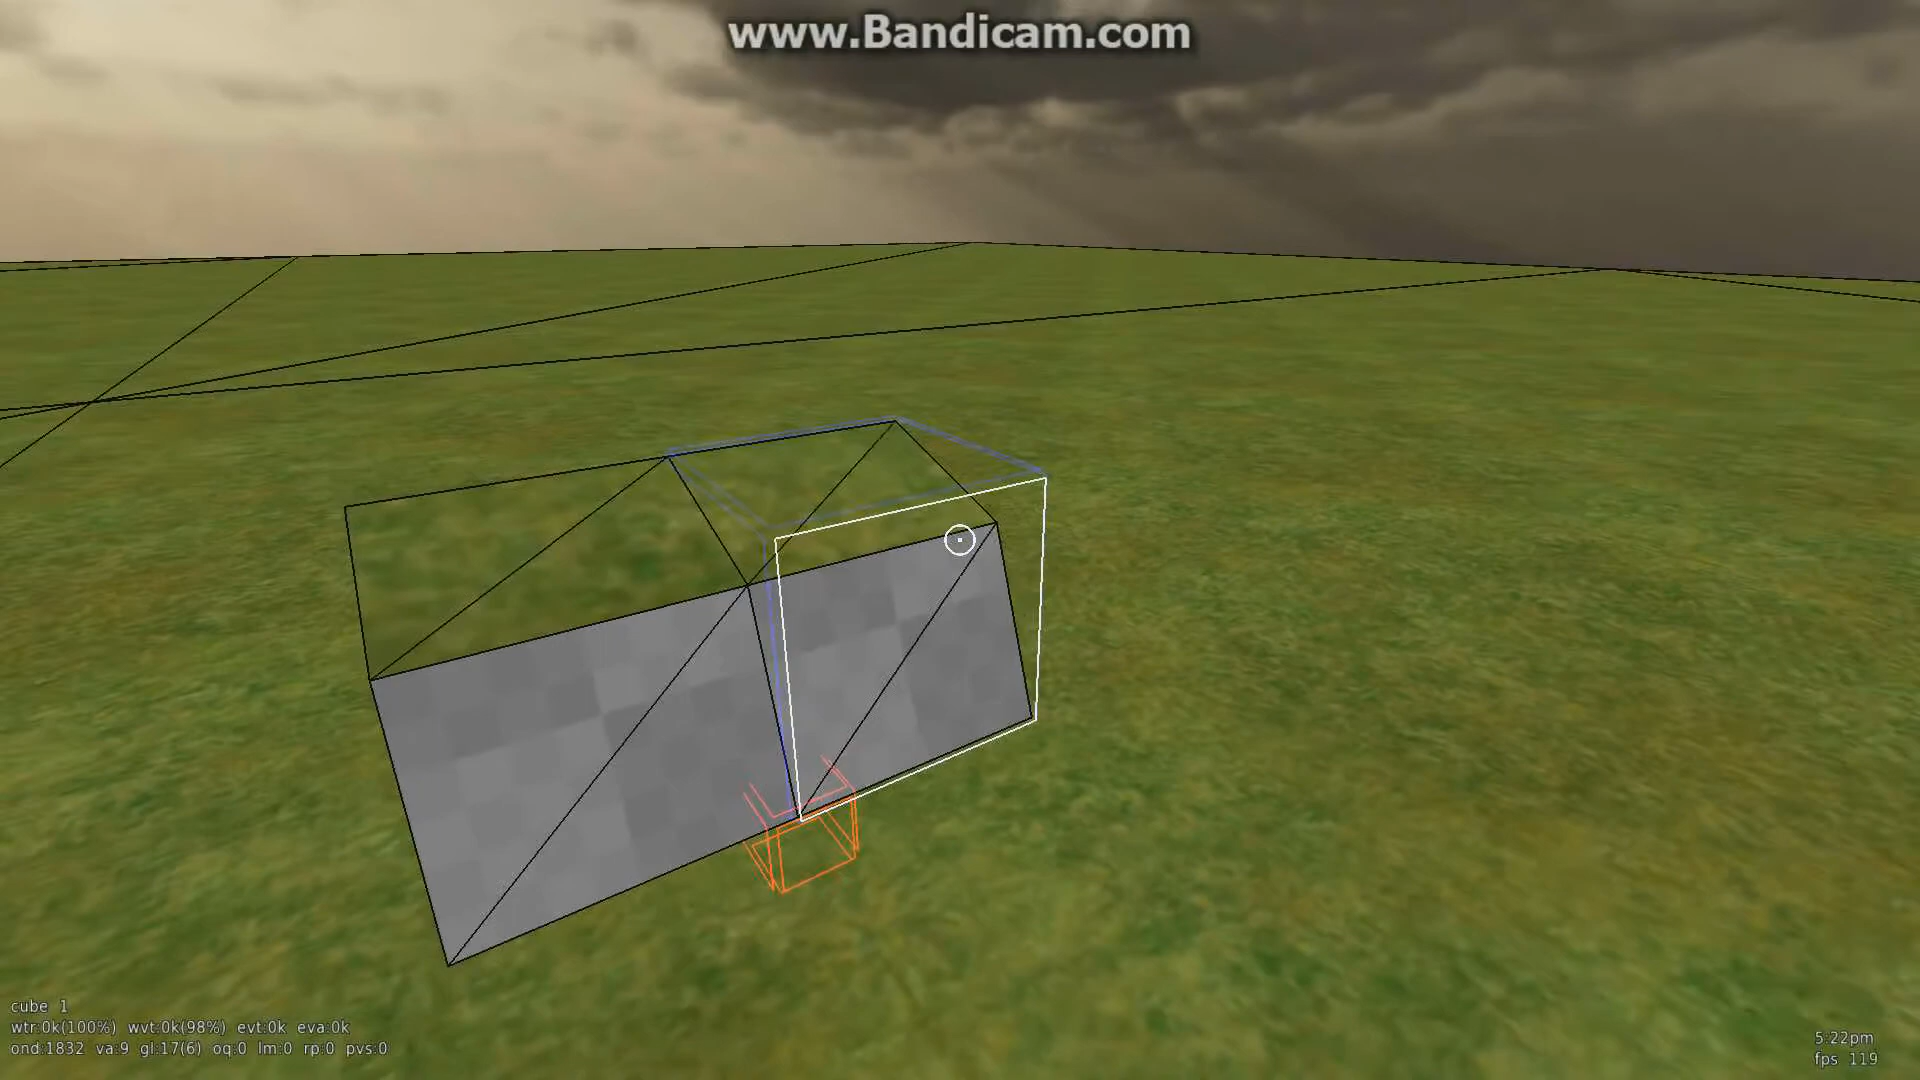 www.Bandicam.com
cube 1
wtr:0k(100%) wvt:0k(98%) evt:0k eva:0k
ond:1832 va:9 gl:17(6) oq:0 lm:0 rp:0 pvs:0
5:22pm
fps 119